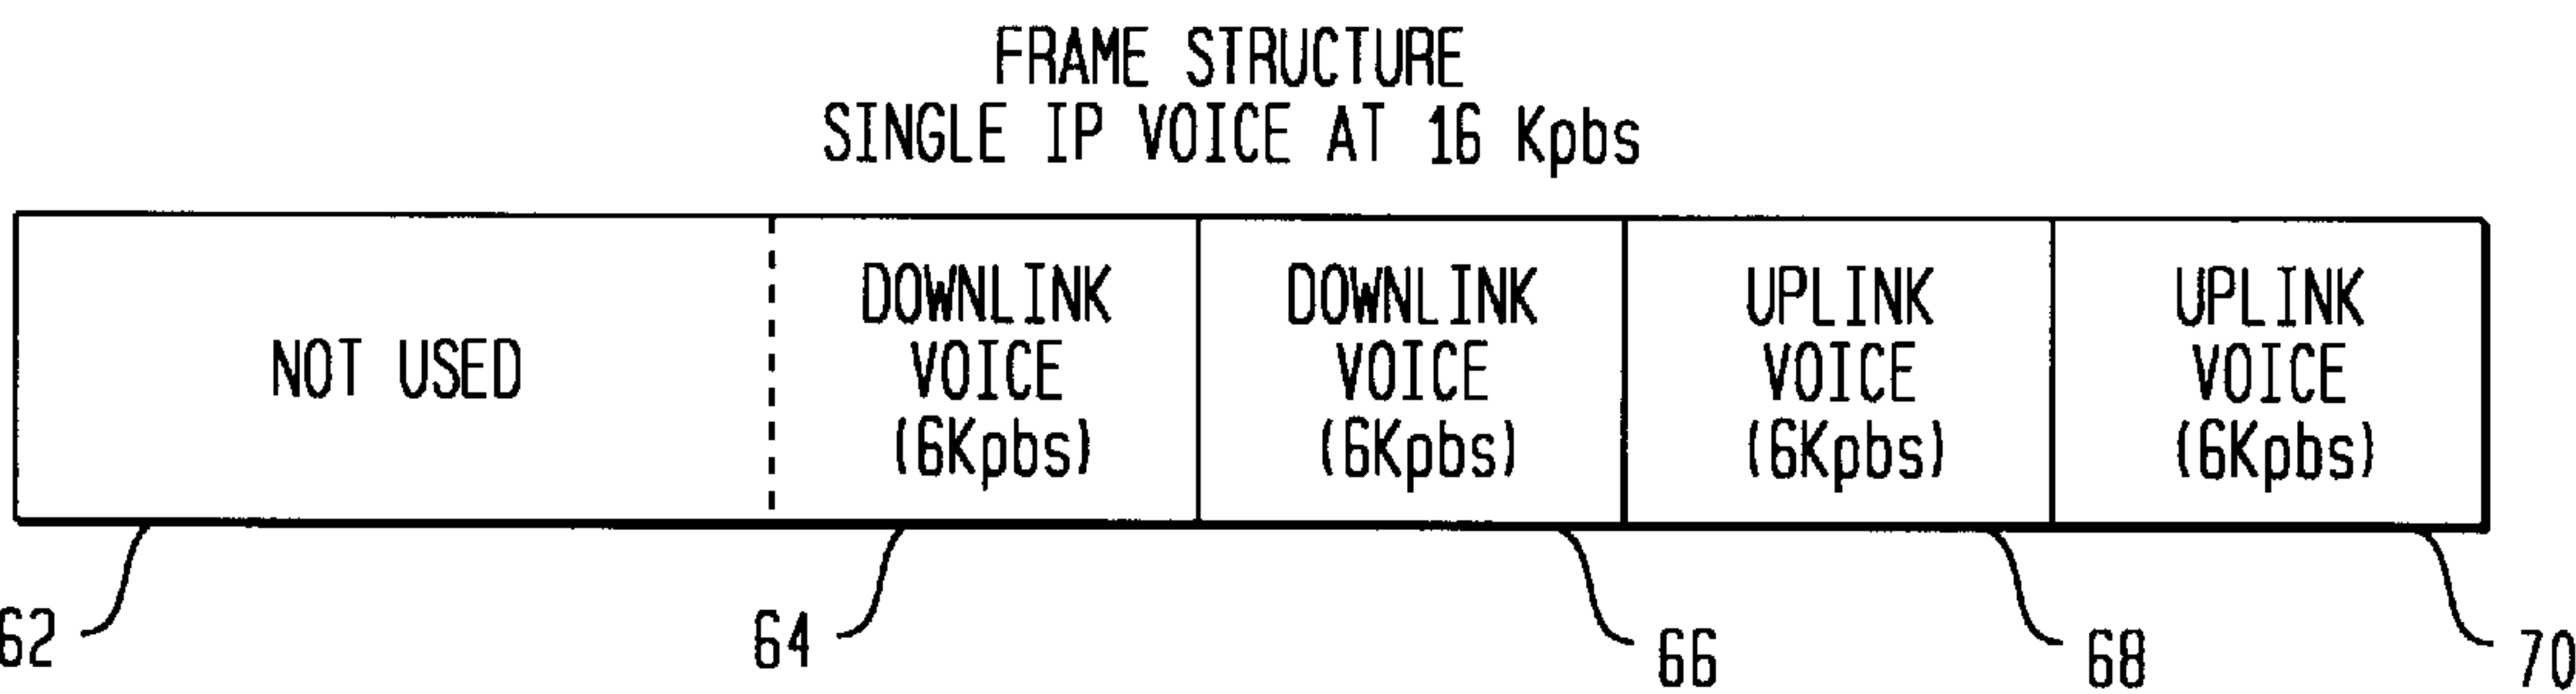 FRAME STRUCTURE
SINGLE IP VOICE AT 16 Kpbs
NOT USED
DOWNLINK
VOICE
(6Kpbs)
DOWNLINK
VOICE
(6Kpbs)
UPLINK
VOICE
(6Kpbs)
UPLINK
VOICE
(6Kpbs)
62
64
66
68
70